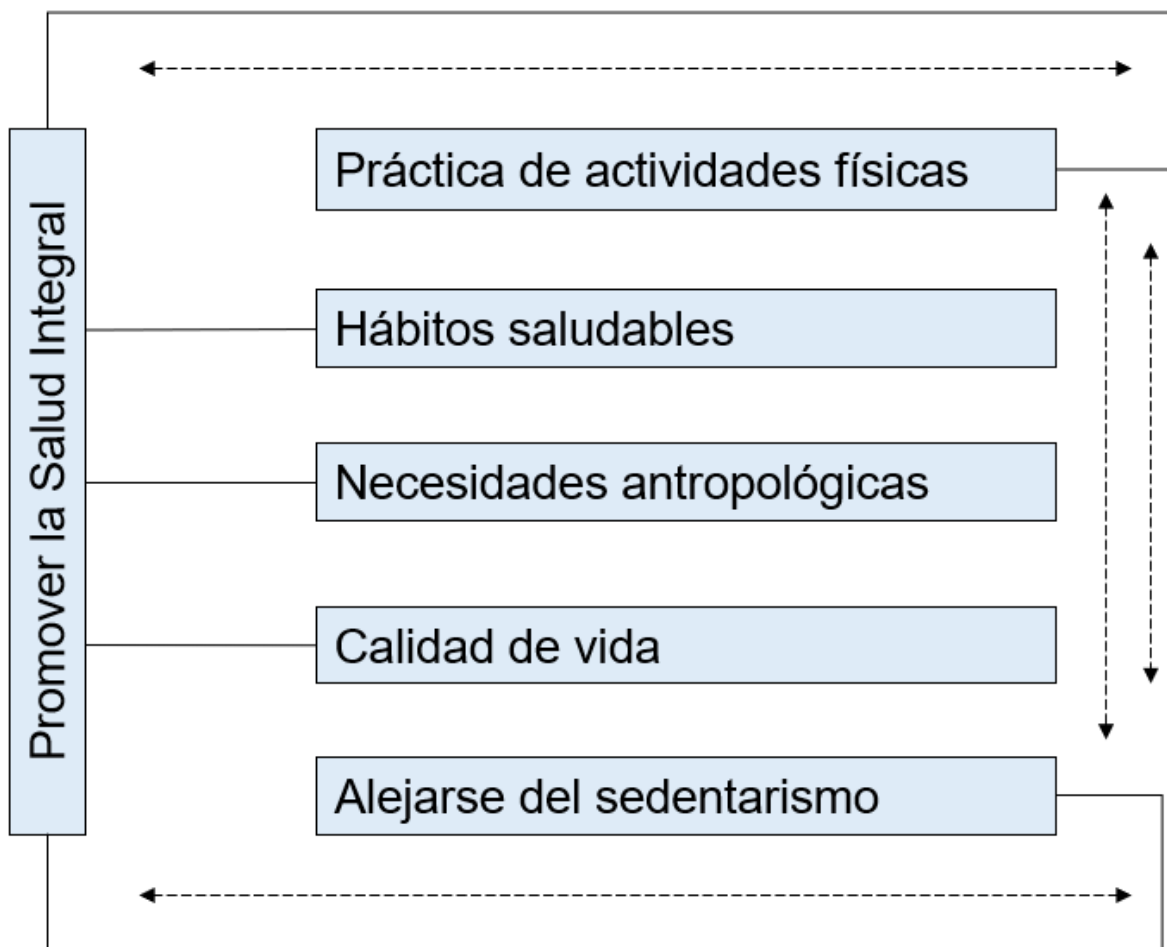 Promover la Salud Integral
Práctica de actividades físicas
Hábitos saludables
Necesidades antropológicas
Calidad de vida
Alejarse del sedentarismo